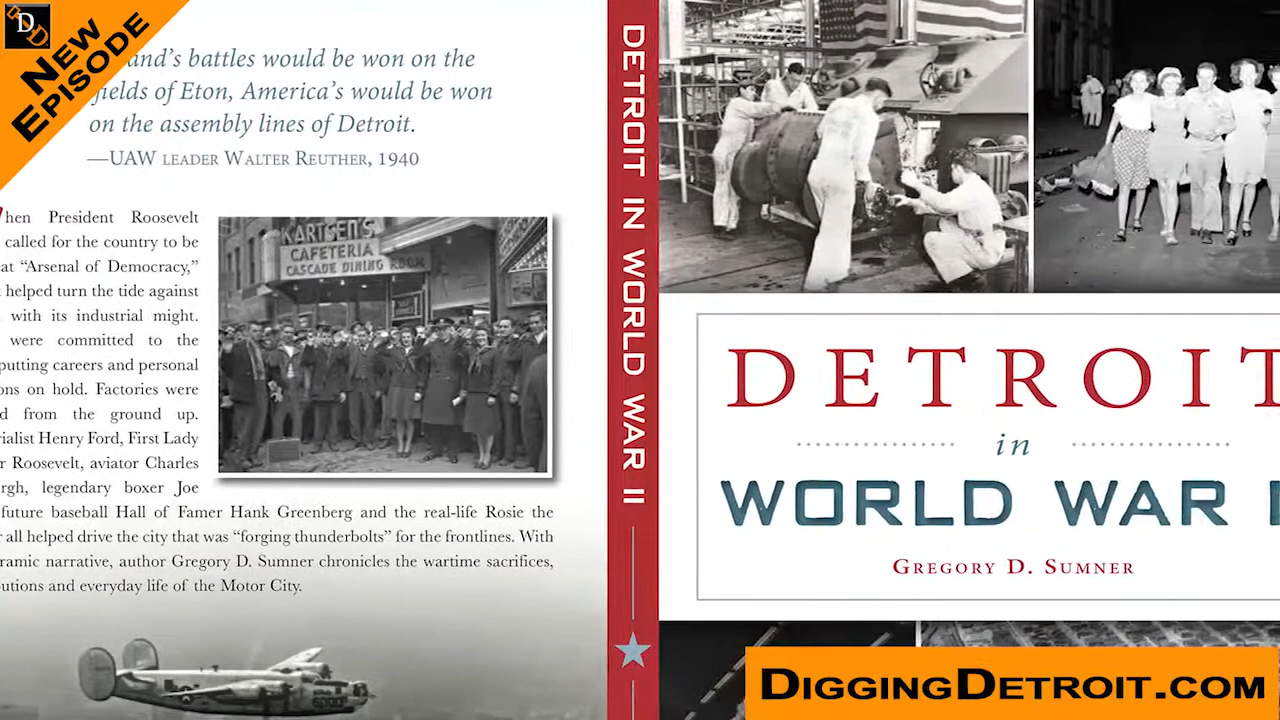 D
NEW
EPISODE
and's battles would be won on the
fields of Eton, America's would be won
on the assembly lines of Detroit.
—UAW LEADER WALTER REUTHER, 1940
hen President Roosevelt
called for the country to be
at "Arsenal of Democracy,"
helped turn the tide against
with its industrial might.
were committed to the
putting careers and personal
ons on hold. Factories were
d from the ground up.
rialist Henry Ford, First Lady
r Roosevelt, aviator Charles
rgh, legendary boxer Joe
future baseball Hall of Famer Hank Greenberg and the real-life Rosie the
r all helped drive the city that was "forging thunderbolts" for the frontlines. With
ramic narrative, author Gregory D. Sumner chronicles the wartime sacrifices,
butions and everyday life of the Motor City.
KARTSEN'S
CAFETERIA
CASCADE DINING ROOM
DETROIT IN WORLD WAR II
DETROIT
in
WORLD WAR I
GREGORY D. SUMNER
DIGGINGDETROIT.COM